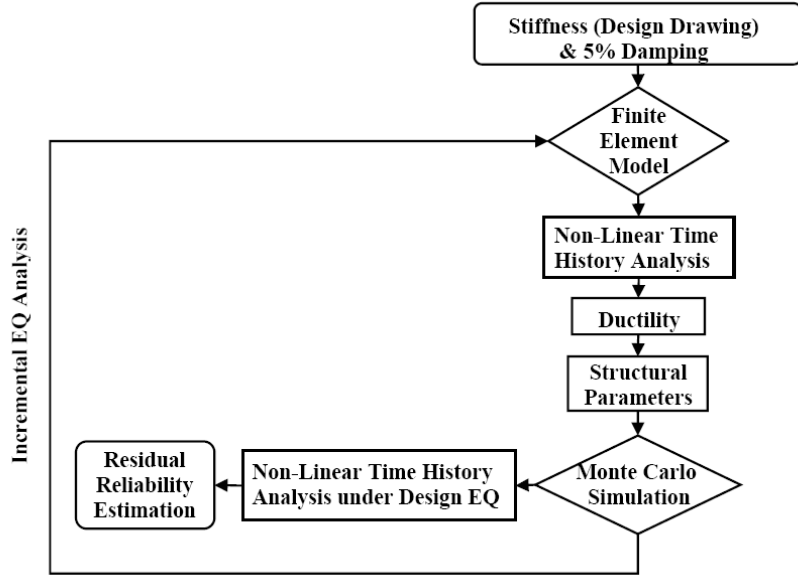 Stiffness (Design Drawing)
& 5% Damping
Finite
Element
Model
Non-Linear Time
History Analysis
Ductility
Structural
Parameters
Monte Carlo
Simulation
Non-Linear Time History
Analysis under Design EQ
Residual
Reliability
Estimation
Incremental EQ Analysis